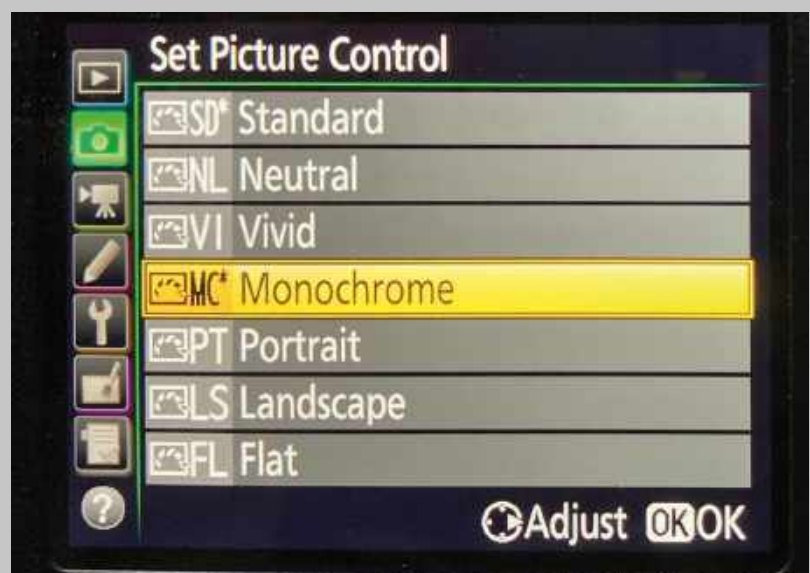 Set Picture Control
SD* Standard
NL Neutral
VI Vivid
MC* Monochrome
PT Portrait
LS Landscape
FL Flat
? Adjust OK OK